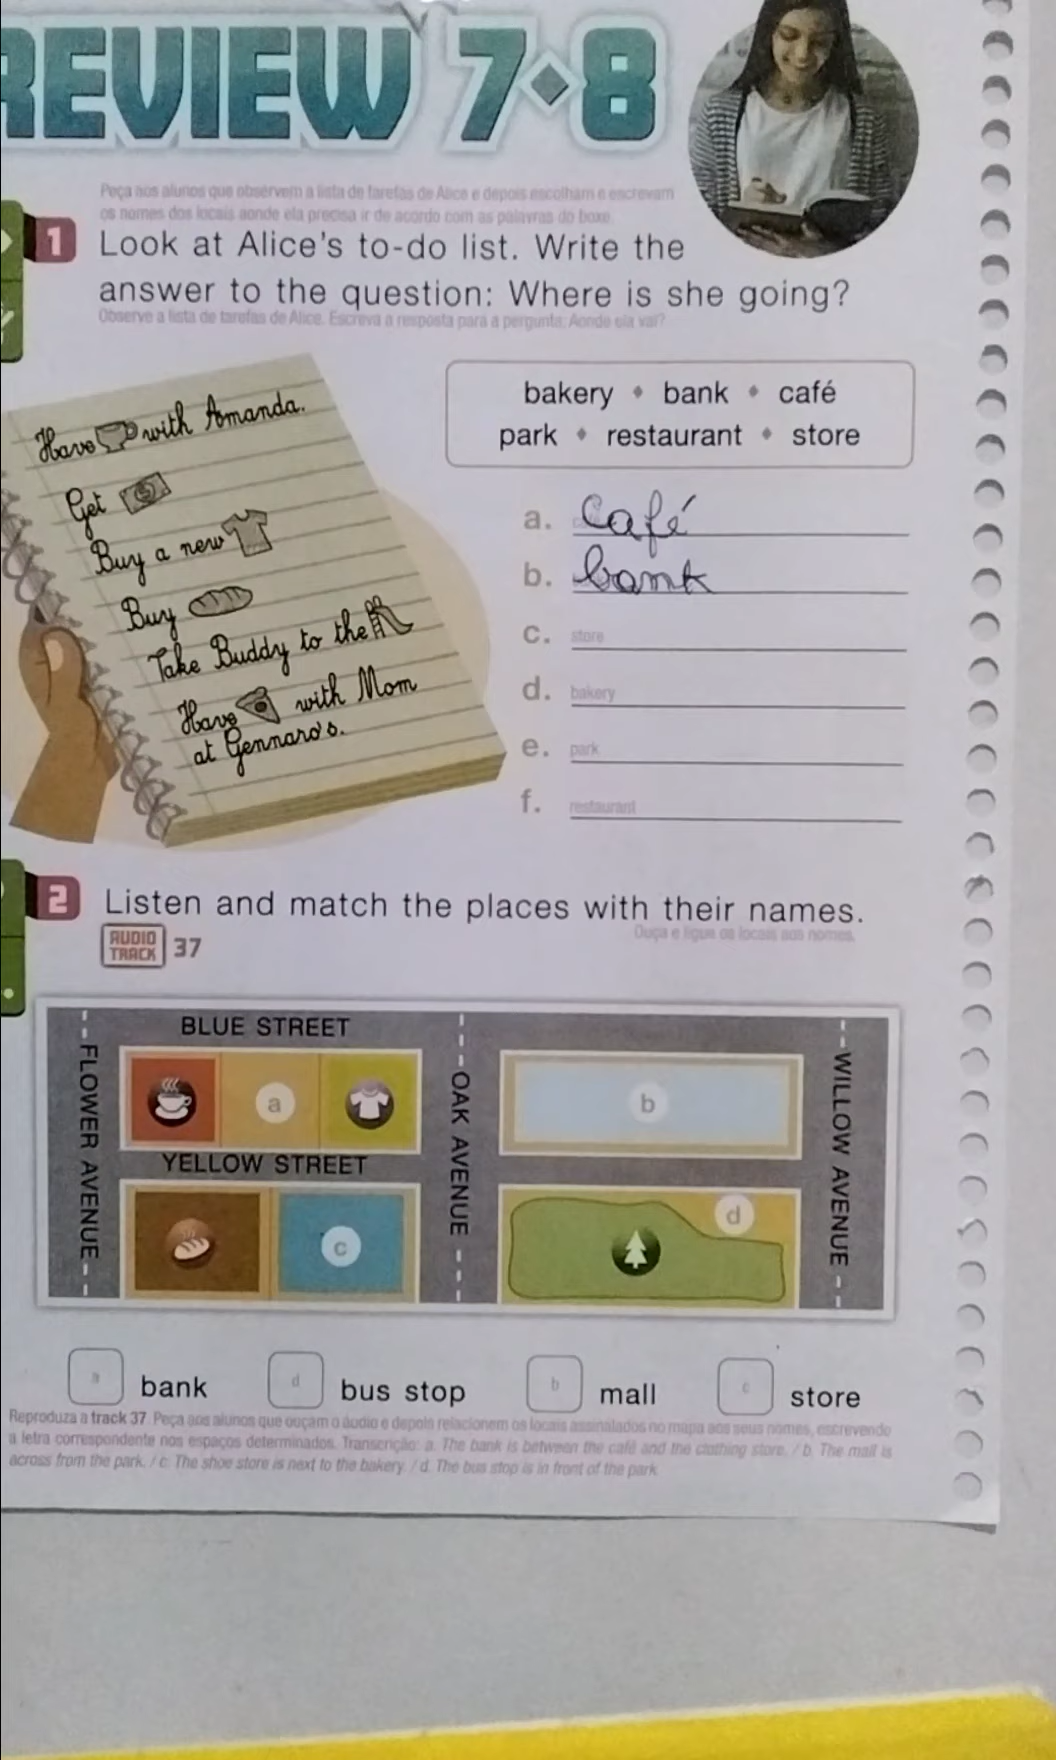 REVIEW 7◆8
Peça aos alunos que observem a lista de tarefas de Alice e depois escolham e escrevam
os nomes dos locais aonde ela precisa ir de acordo com as palavras do boxe.
1 Look at Alice's to-do list. Write the
answer to the question: Where is she going?
Observe a lista de tarefas de Alice. Escreva a resposta para a pergunta: Aonde ela vai?
Have with Amanda.
Get
Buy a new
Buy
Take Buddy to the
Have with Mom
at Gennaro's.
bakery • bank • café
park • restaurant • store
a. Café
b. bank
c. store
d. bakery
e. park
f. restaurant
2 Listen and match the places with their names.
Ouça e ligue os locais aos nomes.
AUDIO
TRACK 37
BLUE STREET
FLOWER AVENUE
OAK AVENUE
WILLOW AVENUE
a
b
YELLOW STREET
c
d
a bank d bus stop b mall c store
Reproduza a track 37. Peça aos alunos que ouçam o áudio e depois relacionem os locais assinalados no mapa aos seus nomes, escrevendo
a letra correspondente nos espaços determinados. Transcrição: a. The bank is between the café and the clothing store. / b. The mall is
across from the park. / c. The shoe store is next to the bakery. / d. The bus stop is in front of the park.